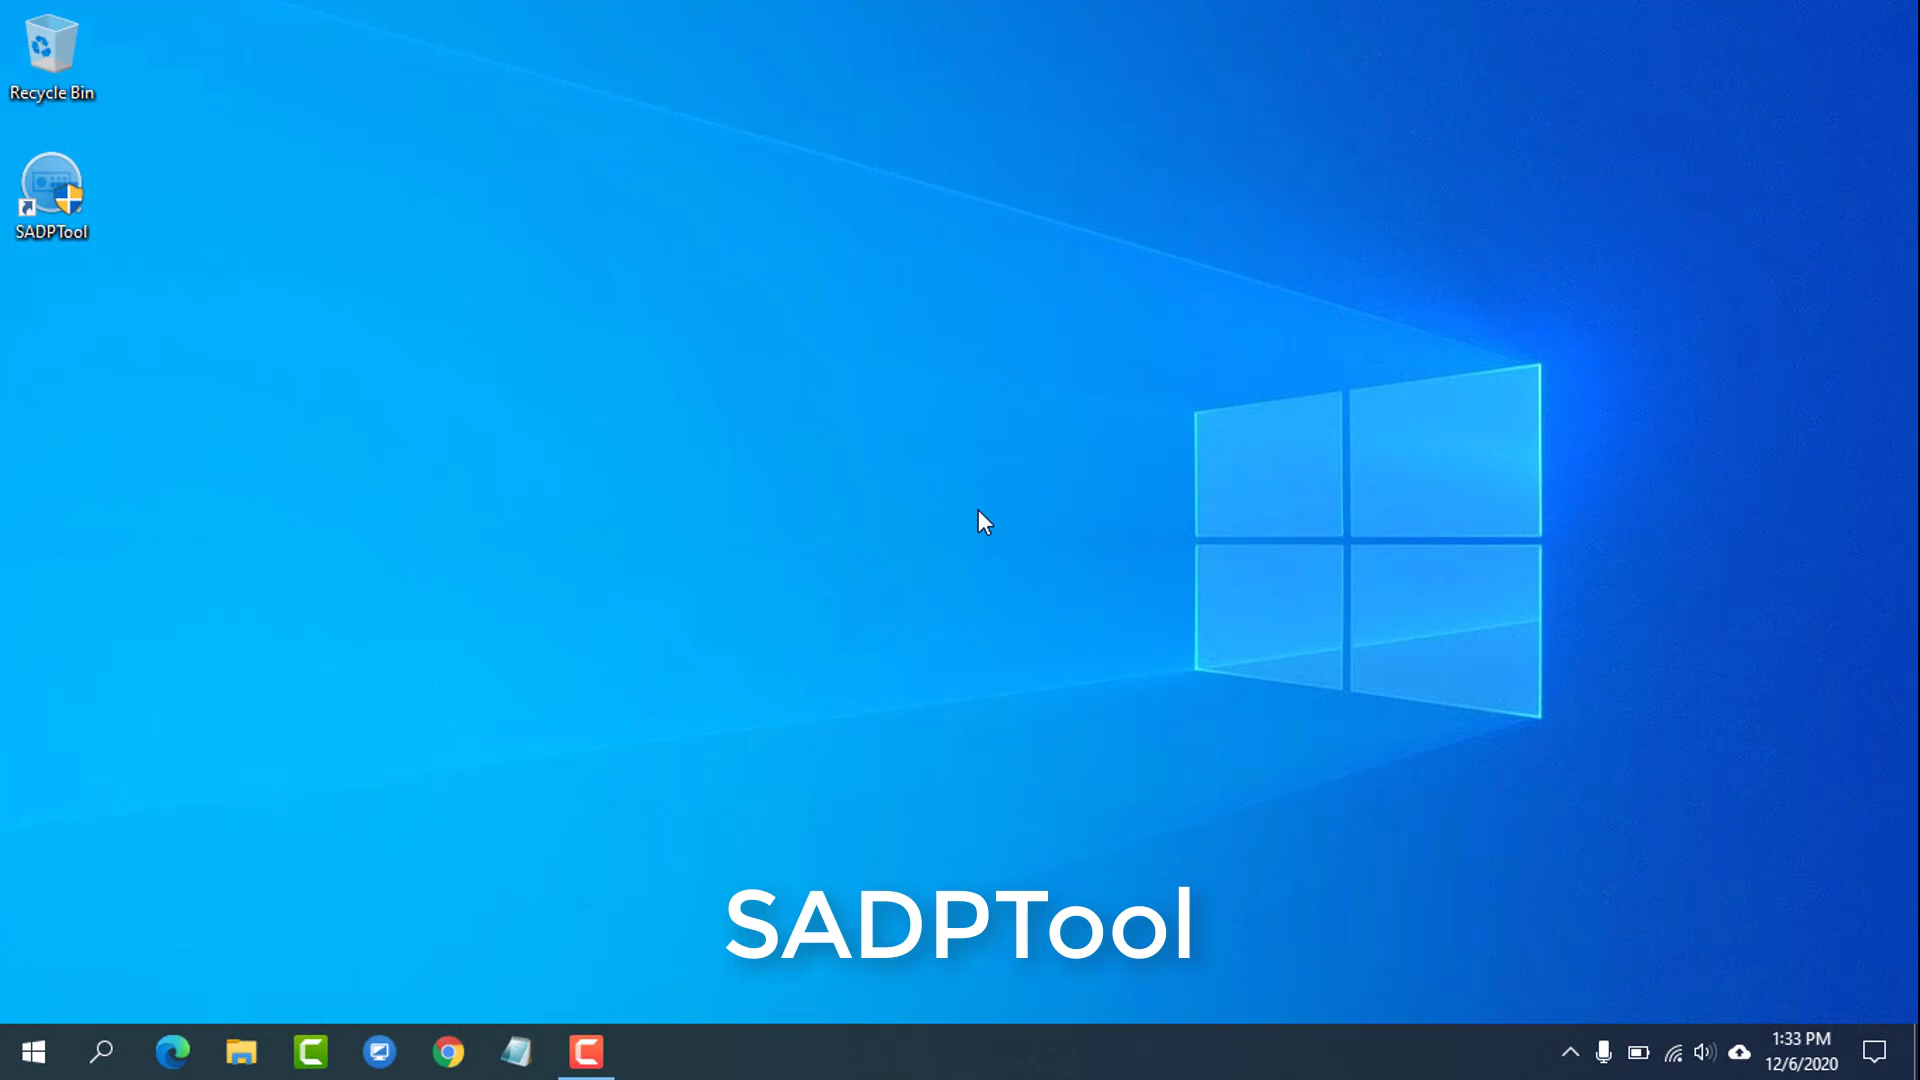 Recycle Bin
SADPTool
SADPTool
1:33 PM
12/6/2020